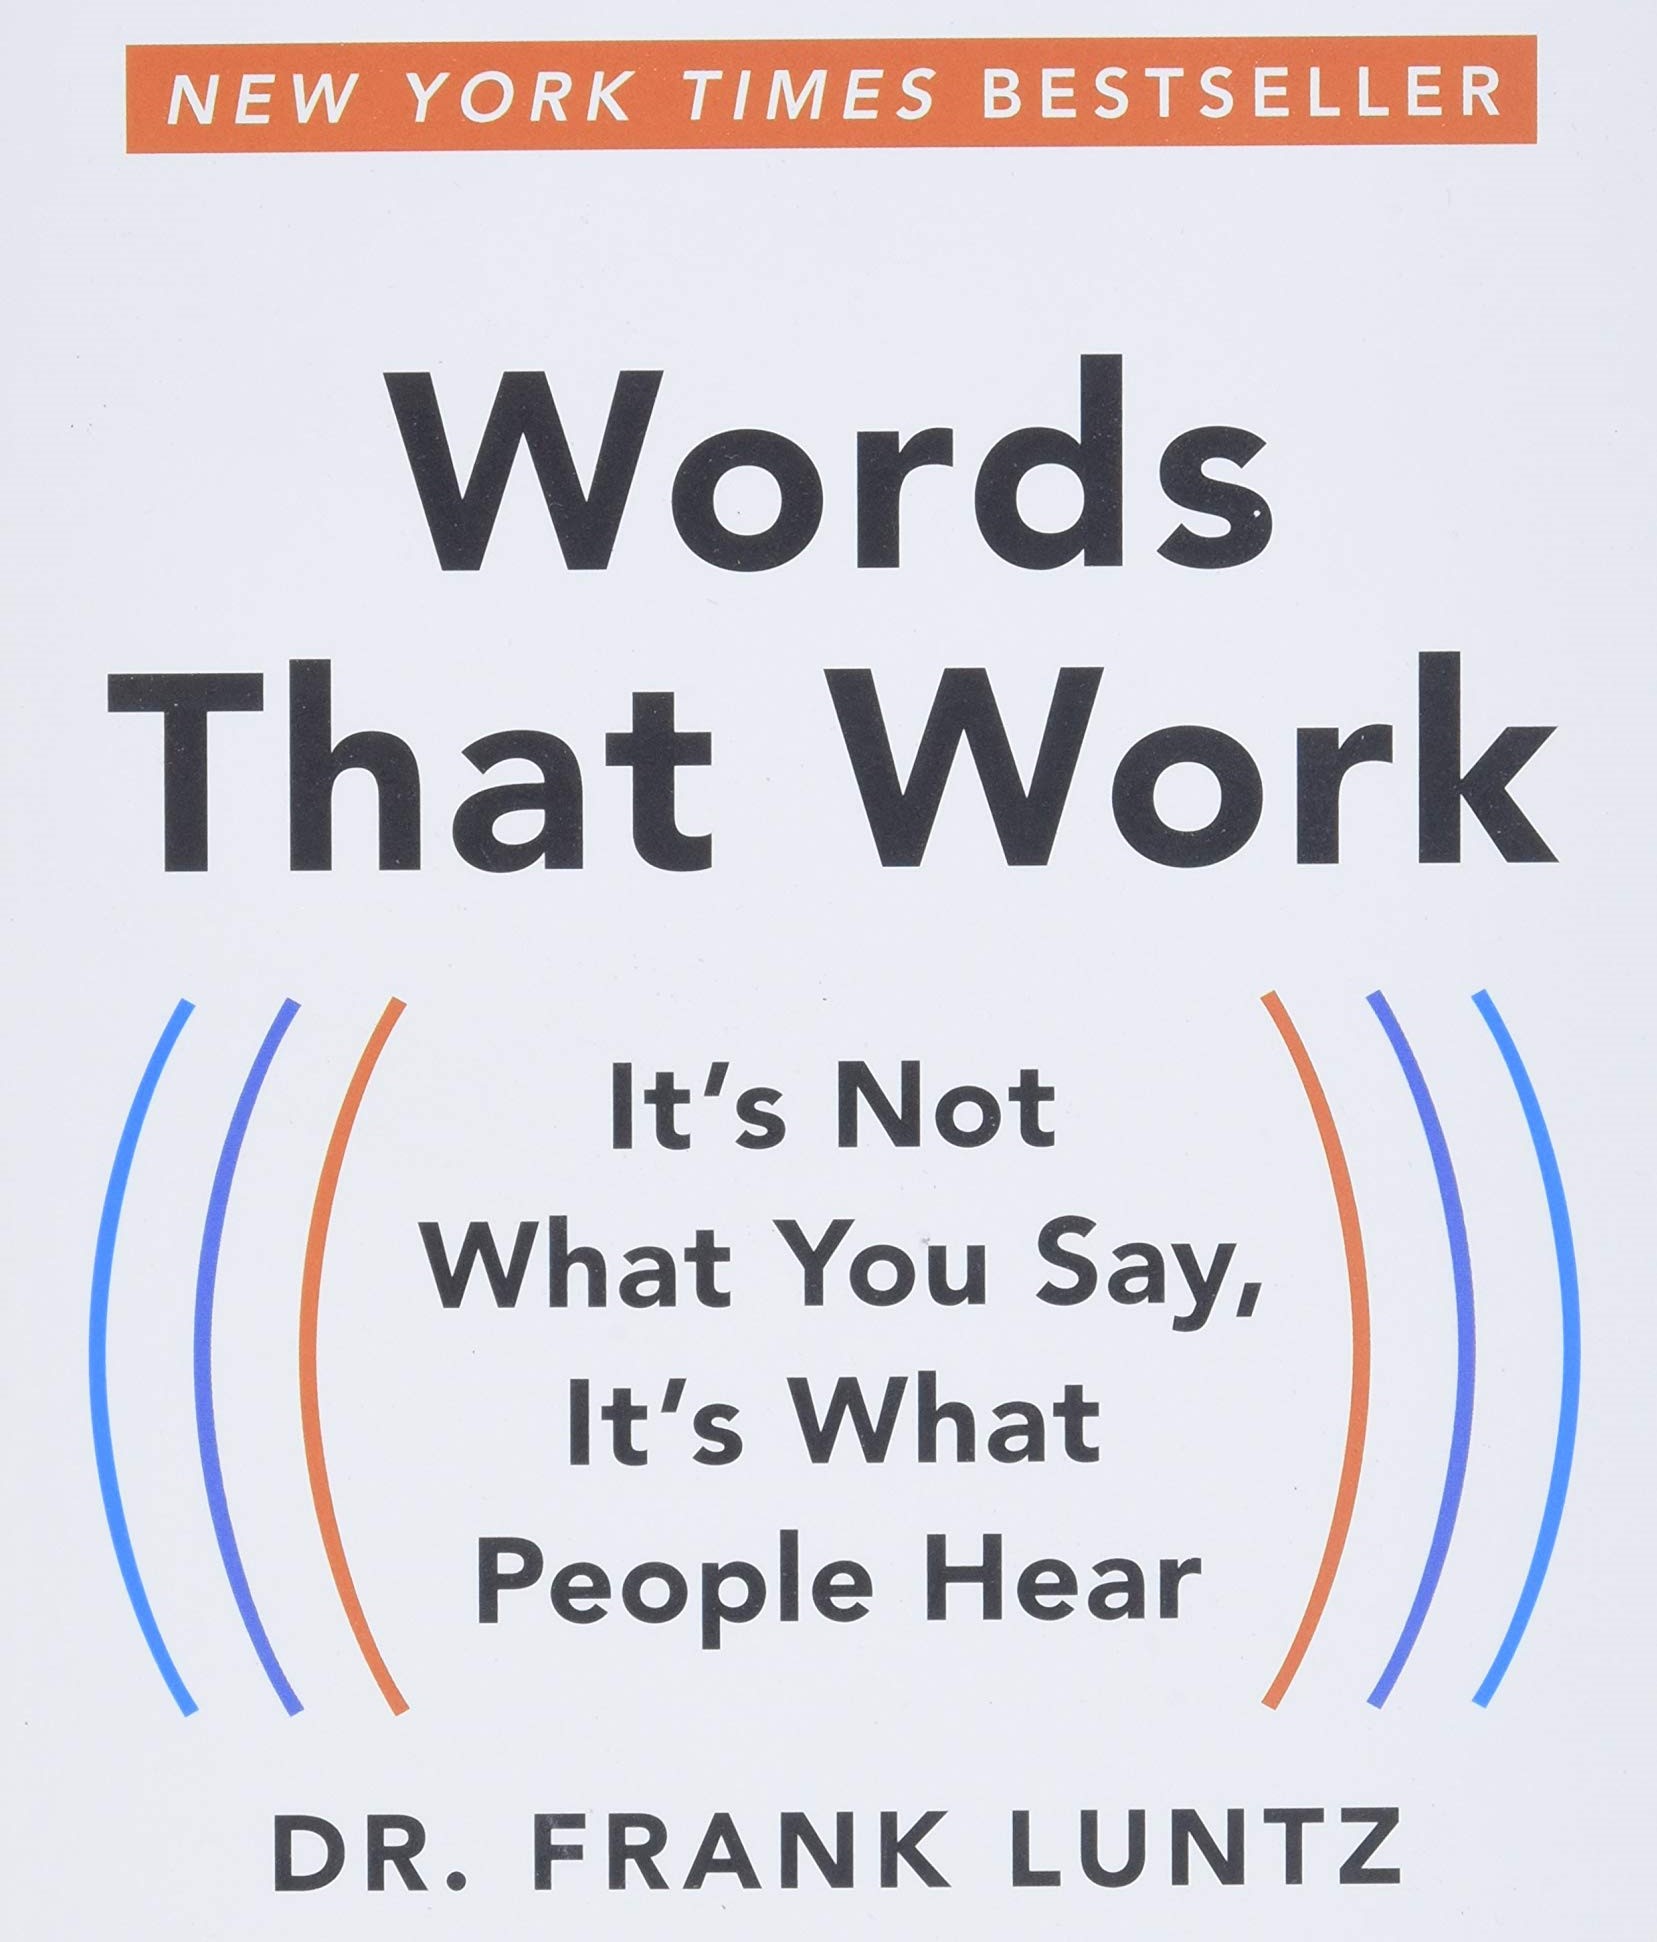 NEW YORK TIMES BESTSELLER
Words
That Work
It's Not
What You Say,
It's What
People Hear
DR. FRANK LUNTZ